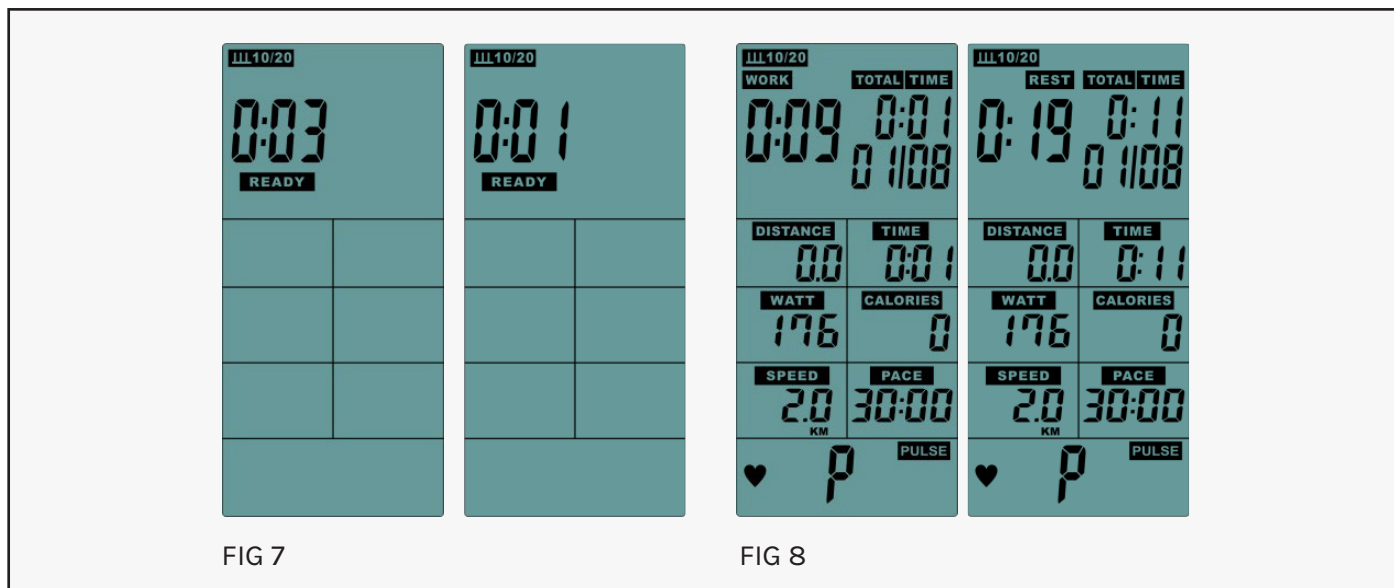 10/20
0:03
READY
10/20
0:01
READY
10/20
WORK TOTAL TIME
0:09 0:01
01/08
DISTANCE TIME
0.0 0:01
WATT CALORIES
176 0
SPEED PACE
2.0 30:00
KM
PULSE
P
10/20
REST TOTAL TIME
0:19 0:11
01/08
DISTANCE TIME
0.0 0:11
WATT CALORIES
176 0
SPEED PACE
2.0 30:00
KM
PULSE
P
FIG 7
FIG 8